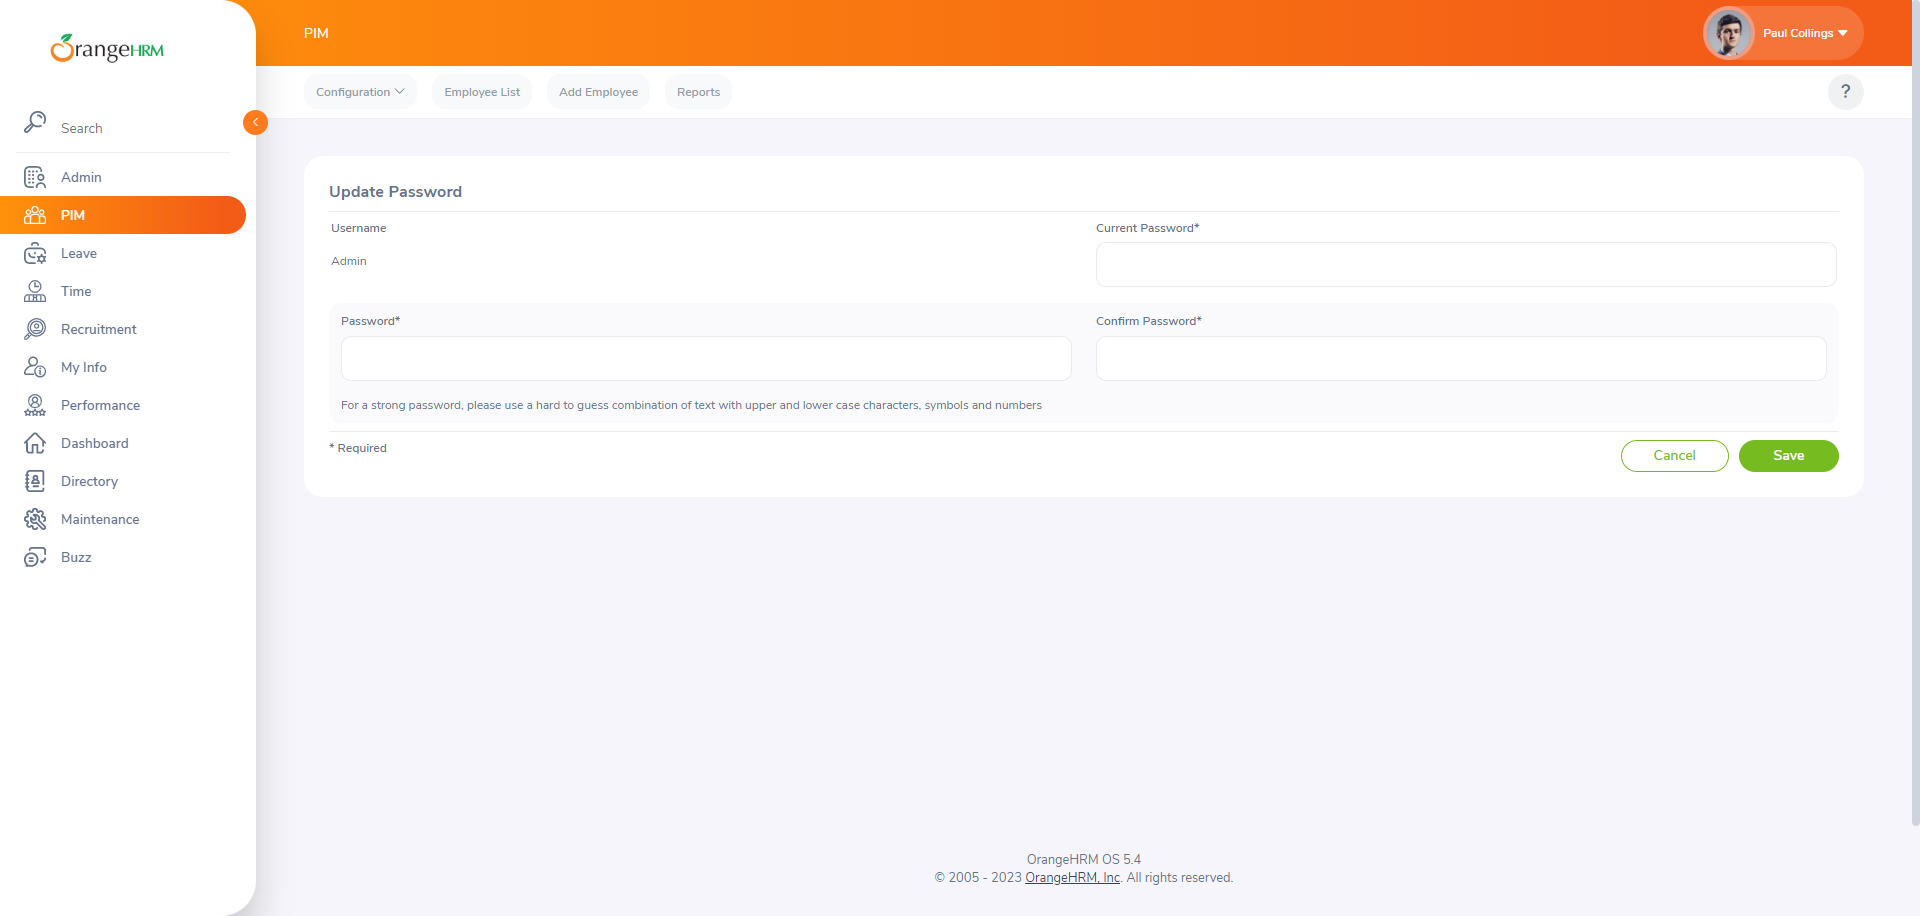 OrangeHRM
Search
Admin
PIM
Leave
Time
Recruitment
My Info
Performance
Dashboard
Directory
Maintenance
Buzz
PIM
Paul Collings
Configuration
Employee List
Add Employee
Reports
?
Update Password
Username
Current Password*
Admin
Password*
Confirm Password*
For a strong password, please use a hard to guess combination of text with upper and lower case characters, symbols and numbers
* Required
Cancel
Save
OrangeHRM OS 5.4
© 2005 - 2023 OrangeHRM, Inc. All rights reserved.